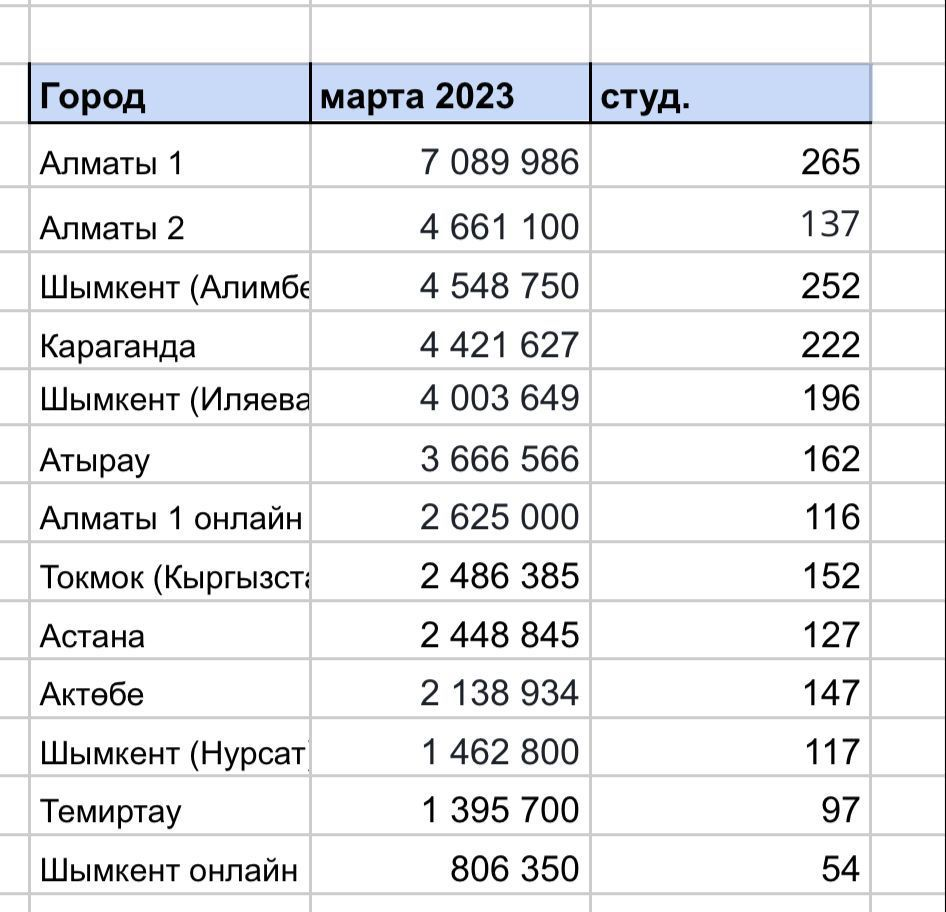 Город марта 2023 студ.
Алматы 1 7 089 986 265
Алматы 2 4 661 100 137
Шымкент (Алимбе 4 548 750 252
Караганда 4 421 627 222
Шымкент (Иляева 4 003 649 196
Атырау 3 666 566 162
Алматы 1 онлайн 2 625 000 116
Токмок (Кыргызста 2 486 385 152
Астана 2 448 845 127
Актөбе 2 138 934 147
Шымкент (Нурсат) 1 462 800 117
Темиртау 1 395 700 97
Шымкент онлайн 806 350 54